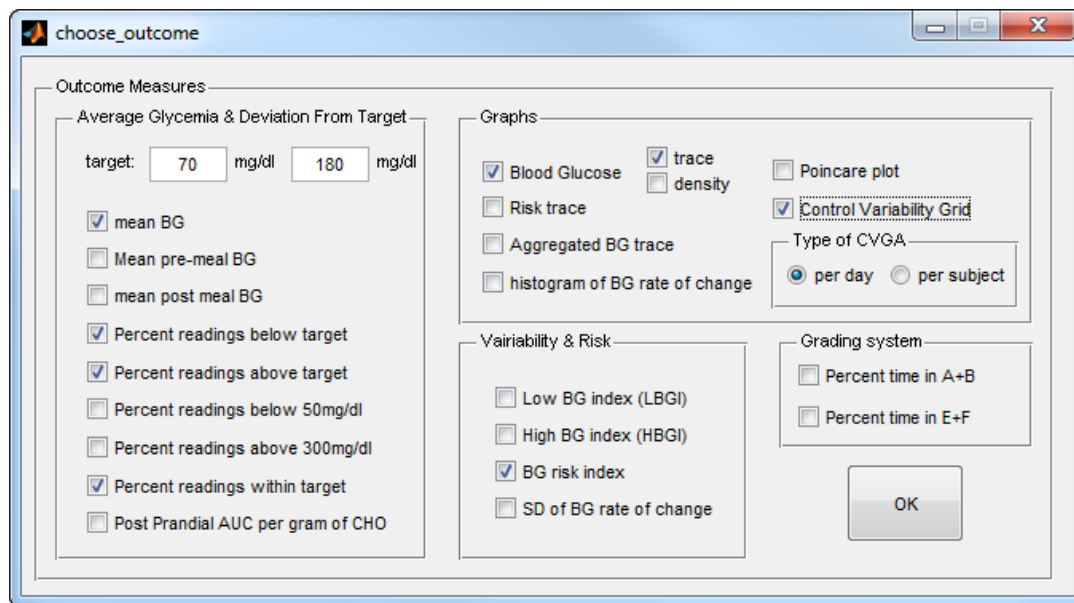 choose_outcome
Outcome Measures
Average Glycemia & Deviation From Target
target: 70 mg/dl 180 mg/dl
mean BG
Mean pre-meal BG
mean post meal BG
Percent readings below target
Percent readings above target
Percent readings below 50mg/dl
Percent readings above 300mg/dl
Percent readings within target
Post Prandial AUC per gram of CHO
Graphs
Blood Glucose
trace
density
Risk trace
Aggregated BG trace
histogram of BG rate of change
Poincare plot
Control Variability Grid
Type of CVGA
per day per subject
Vairiability & Risk
Low BG index (LBGI)
High BG index (HBGI)
BG risk index
SD of BG rate of change
Grading system
Percent time in A+B
Percent time in E+F
OK